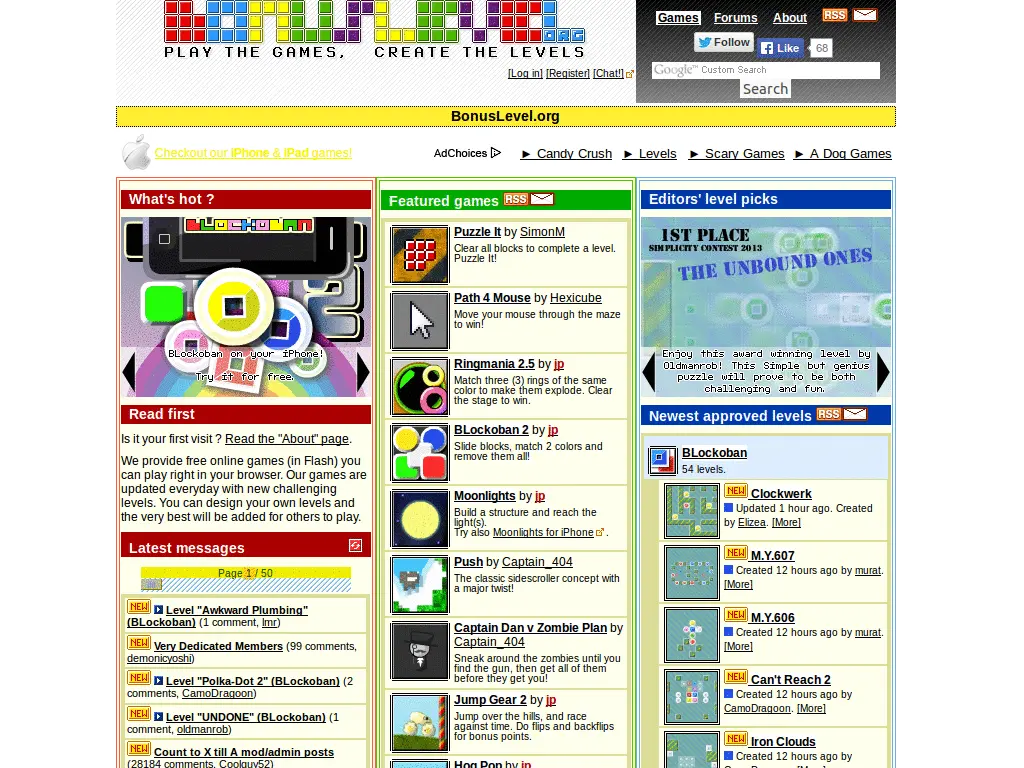 BONUSLEVEL.ORG
PLAY THE GAMES, CREATE THE LEVELS
[Log in] [Register] [Chat!]
Games Forums About RSS
Follow Like 68
Google™ Custom Search
Search
BonusLevel.org
Checkout our iPhone & iPad games!
AdChoices ► Candy Crush ► Levels ► Scary Games ► A Dog Games
What's hot ?
BLOCKOBAN
BLockoban on your iPhone!
Try it for free.
Read first
Is it your first visit ? Read the "About" page.
We provide free online games (in Flash) you
can play right in your browser. Our games are
updated everyday with new challenging
levels. You can design your own levels and
the very best will be added for others to play.
Latest messages
Page 1 / 50
NEW Level "Awkward Plumbing"
(BLockoban) (1 comment, lmr)
NEW Very Dedicated Members (99 comments,
demonicyoshi)
NEW Level "Polka-Dot 2" (BLockoban) (2
comments, CamoDragoon)
NEW Level "UNDONE" (BLockoban) (1
comment, oldmanrob)
NEW Count to X till A mod/admin posts
(28184 comments, Coolguy52)
Featured games RSS
Puzzle It by SimonM
Clear all blocks to complete a level.
Puzzle It!
Path 4 Mouse by Hexicube
Move your mouse through the maze
to win!
Ringmania 2.5 by jp
Match three (3) rings of the same
color to make them explode. Clear
the stage to win.
BLockoban 2 by jp
Slide blocks, match 2 colors and
remove them all!
Moonlights by jp
Build a structure and reach the
light(s).
Try also Moonlights for iPhone .
Push by Captain_404
The classic sidescroller concept with
a major twist!
Captain Dan v Zombie Plan by
Captain_404
Sneak around the zombies until you
find the gun, then get all of them
before they get you!
Jump Gear 2 by jp
Jump over the hills, and race
against time. Do flips and backflips
for bonus points.
Hog Pop by jp
Editors' level picks
1ST PLACE
SIMPLICITY CONTEST 2013
THE UNBOUND ONES
Enjoy this award winning level by
Oldmanrob! This Simple but genius
puzzle will prove to be both
challenging and fun.
Newest approved levels RSS
BLockoban
54 levels.
NEW Clockwerk
Updated 1 hour ago. Created
by Elizea. [More]
NEW M.Y.607
Created 12 hours ago by murat.
[More]
NEW M.Y.606
Created 12 hours ago by murat.
[More]
NEW Can't Reach 2
Created 12 hours ago by
CamoDragoon. [More]
NEW Iron Clouds
Created 12 hours ago by